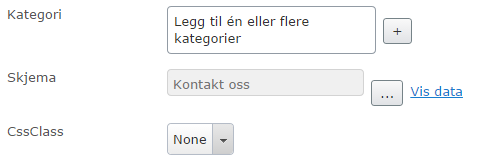 Kategori
Legg til én eller flere
kategorier
+
Skjema
Kontakt oss
...
Vis data
CssClass
None